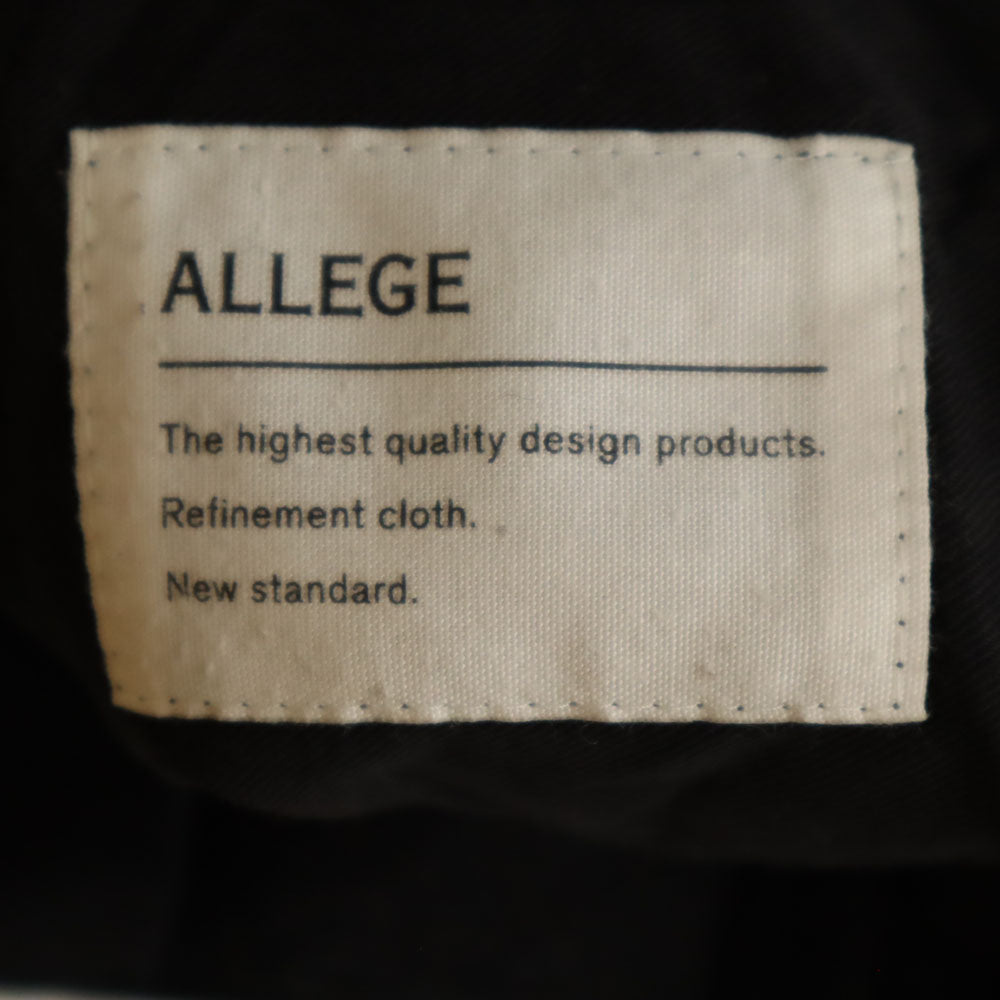 ALLEGE
The highest quality design products.
Refinement cloth.
New standard.